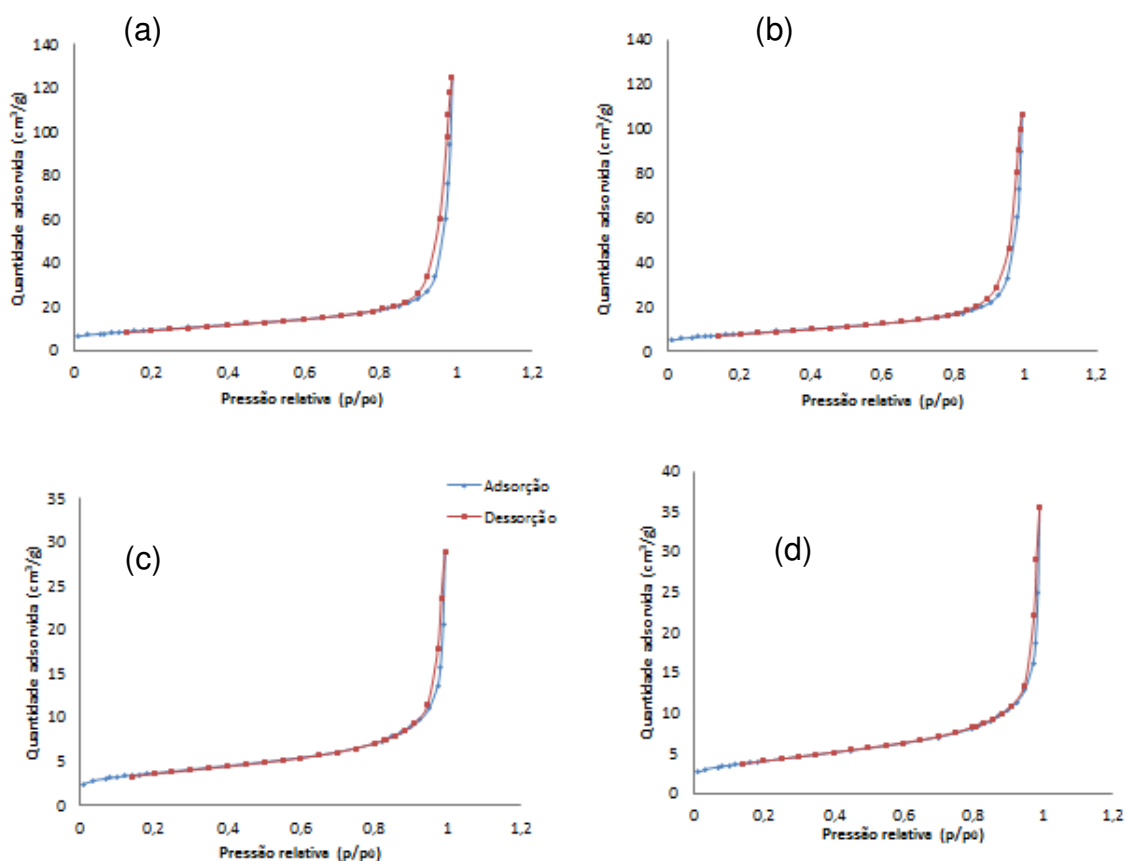 (a)
140
120
100
80
60
40
20
0
Quantidade adsorvida (cm³/g)
0 0,2 0,4 0,6 0,8 1 1,2
Pressão relativa (p/p0)
(b)
140
120
100
80
60
40
20
0
Quantidade adsorvida (cm³/g)
0 0,2 0,4 0,6 0,8 1 1,2
Pressão relativa (p/p0)
(c)
35
30
25
20
15
10
5
0
Quantidade adsorvida (cm³/g)
Adsorção
Dessorção
0 0,2 0,4 0,6 0,8 1 1,2
Pressão relativa (p/p0)
(d)
40
35
30
25
20
15
10
5
0
Quantidade adsorvida (cm³/g)
0 0,2 0,4 0,6 0,8 1 1,2
Pressão relativa (p/p0)